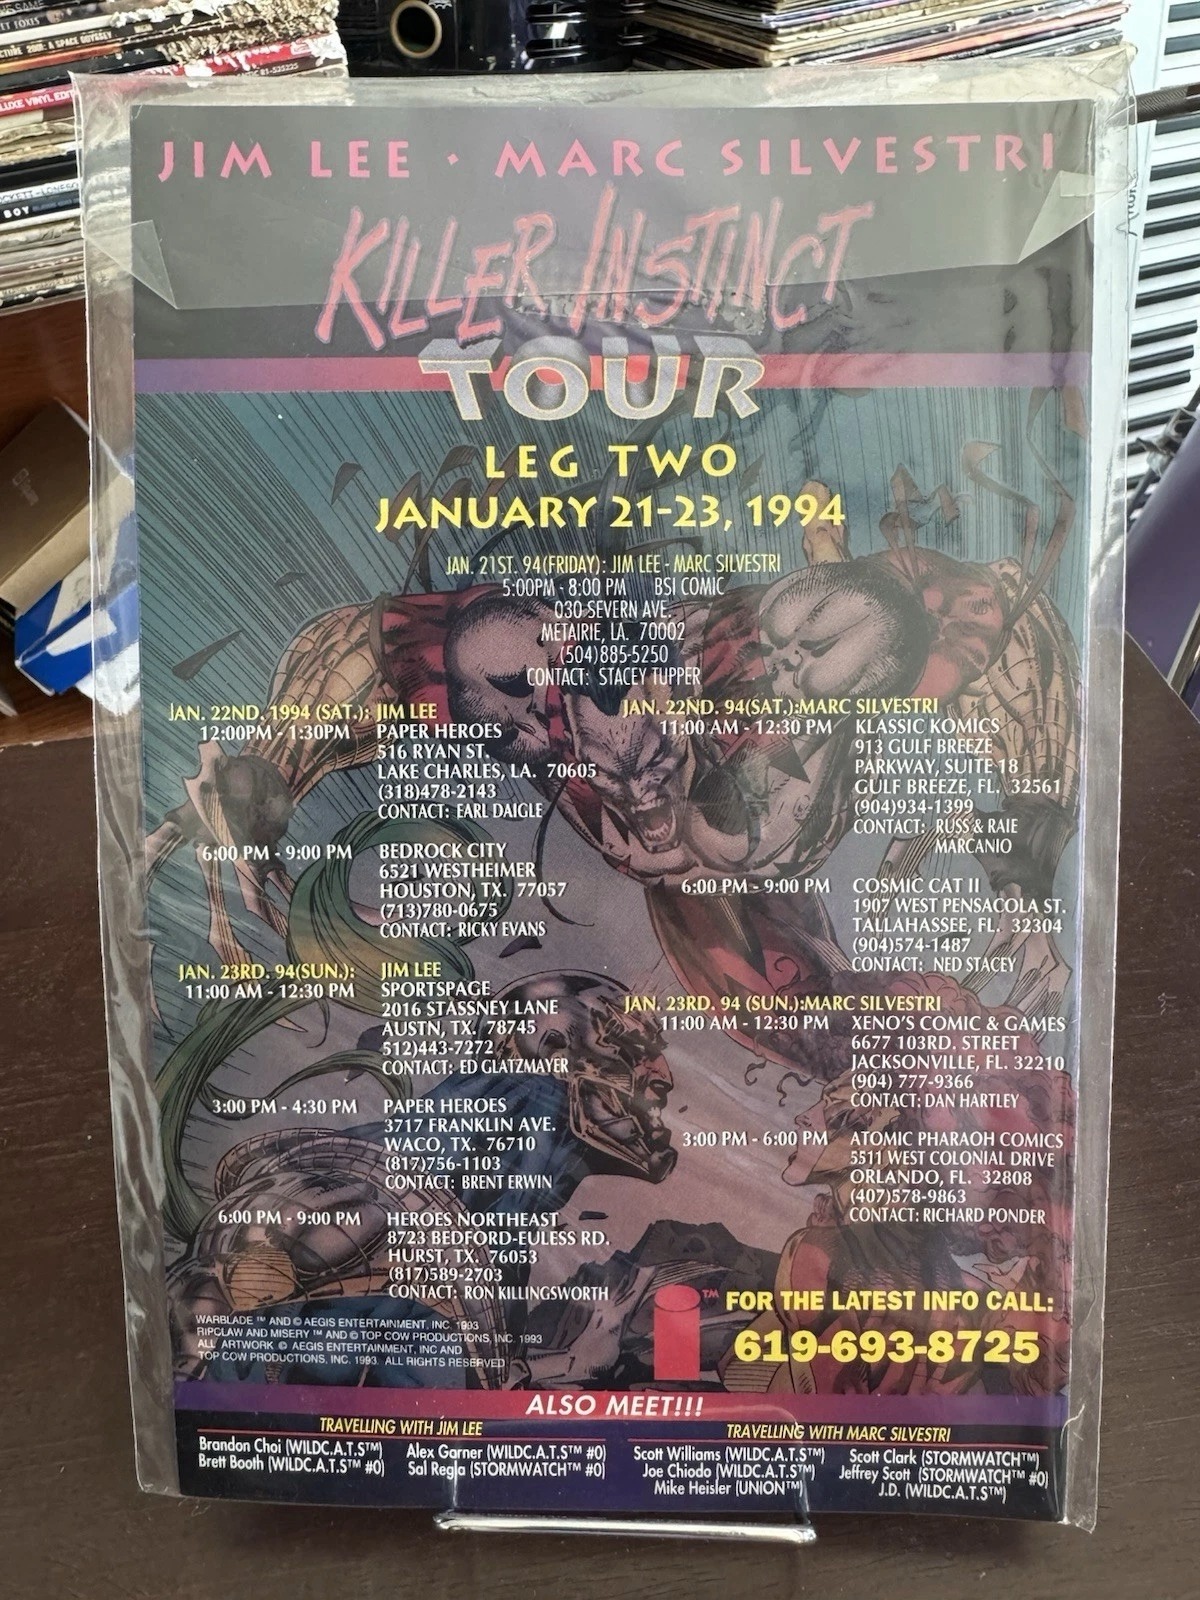 ET FOXES
2001: A SPACE ODYSSEY
81-525225
LUXE VINYL EDIT
BOY
JIM LEE · MARC SILVESTRI
KILLER INSTINCT
TOUR
LEG TWO
JANUARY 21-23, 1994
JAN. 21ST. 94(FRIDAY): JIM LEE - MARC SILVESTRI
5:00PM - 8:00 PM BSI COMIC
030 SEVERN AVE.
METAIRIE, LA. 70002
(504)885-5250
CONTACT: STACEY TUPPER
JAN. 22ND. 1994 (SAT.): JIM LEE
12:00PM - 1:30PM PAPER HEROES
516 RYAN ST.
LAKE CHARLES, LA. 70605
(318)478-2143
CONTACT: EARL DAIGLE
6:00 PM - 9:00 PM BEDROCK CITY
6521 WESTHEIMER
HOUSTON, TX. 77057
(713)780-0675
CONTACT: RICKY EVANS
JAN. 23RD. 94(SUN.): JIM LEE
11:00 AM - 12:30 PM SPORTSPAGE
2016 STASSNEY LANE
AUSTN, TX. 78745
512)443-7272
CONTACT: ED GLATZMAYER
3:00 PM - 4:30 PM PAPER HEROES
3717 FRANKLIN AVE.
WACO, TX. 76710
(817)756-1103
CONTACT: BRENT ERWIN
6:00 PM - 9:00 PM HEROES NORTHEAST
8723 BEDFORD-EULESS RD.
HURST, TX. 76053
(817)589-2703
CONTACT: RON KILLINGSWORTH
JAN. 22ND. 94(SAT.):MARC SILVESTRI
11:00 AM - 12:30 PM KLASSIC KOMICS
913 GULF BREEZE
PARKWAY, SUITE 18
GULF BREEZE, FL. 32561
(904)934-1399
CONTACT: RUSS & RAIE
MARCANIO
6:00 PM - 9:00 PM COSMIC CAT II
1907 WEST PENSACOLA ST.
TALLAHASSEE, FL. 32304
(904)574-1487
CONTACT: NED STACEY
JAN. 23RD. 94 (SUN.):MARC SILVESTRI
11:00 AM - 12:30 PM XENO'S COMIC & GAMES
6677 103RD. STREET
JACKSONVILLE, FL. 32210
(904) 777-9366
CONTACT: DAN HARTLEY
3:00 PM - 6:00 PM ATOMIC PHARAOH COMICS
5511 WEST COLONIAL DRIVE
ORLANDO, FL. 32808
(407)578-9863
CONTACT: RICHARD PONDER
WARBLADE ™ AND © AEGIS ENTERTAINMENT, INC. 1993
RIPCLAW AND MISERY ™ AND © TOP COW PRODUCTIONS, INC. 1993
ALL ARTWORK © AEGIS ENTERTAINMENT, INC AND
TOP COW PRODUCTIONS, INC. 1993. ALL RIGHTS RESERVED
i™ FOR THE LATEST INFO CALL:
619-693-8725
ALSO MEET!!!
TRAVELLING WITH JIM LEE
Brandon Choi (WILDC.A.T.S™) Alex Garner (WILDC.A.T.S™ #0)
Brett Booth (WILDC.A.T.S™ #0) Sal Regla (STORMWATCH™ #0)
TRAVELLING WITH MARC SILVESTRI
Scott Williams (WILDC.A.T.S™) Scott Clark (STORMWATCH™)
Joe Chiodo (WILDC.A.T.S™) Jeffrey Scott (STORMWATCH™ #0)
Mike Heisler (UNION™) J.D. (WILDC.A.T.S™)